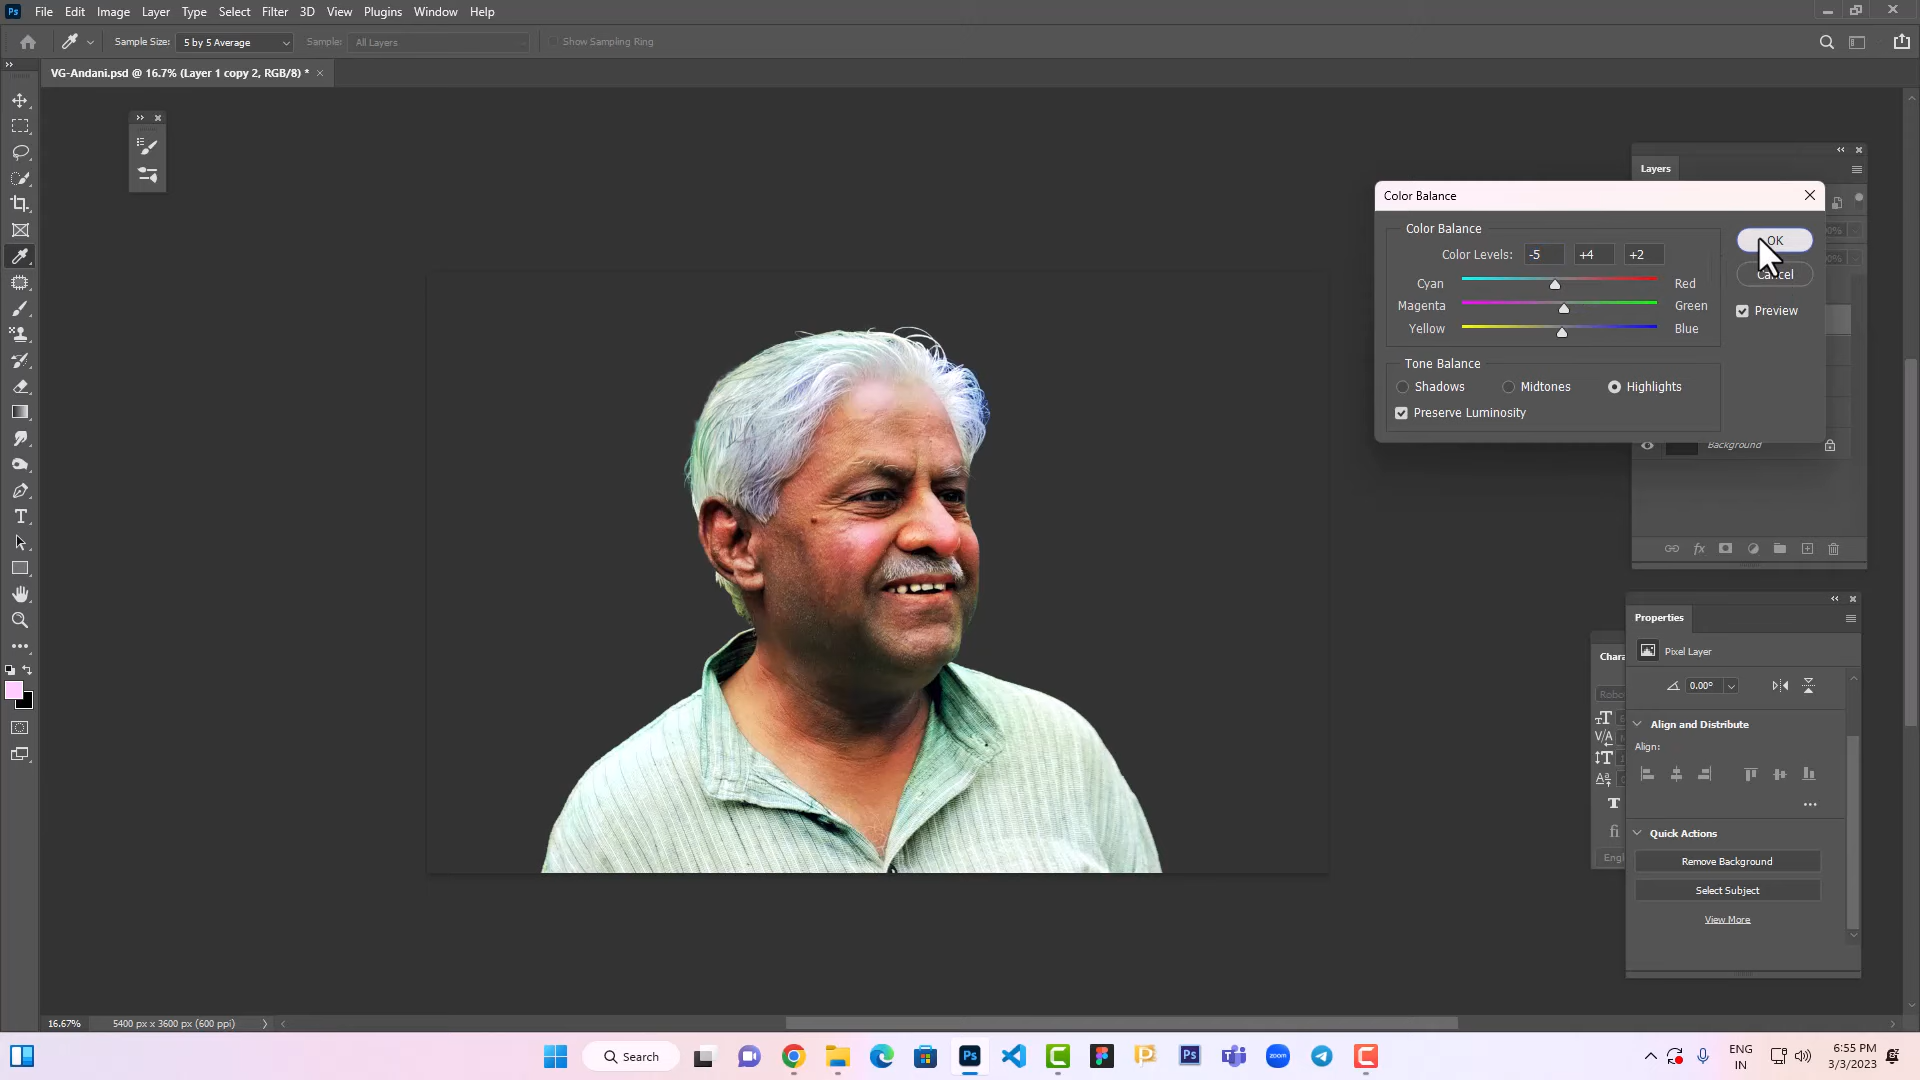 Ps File Edit Image Layer Type Select Filter 3D View Plugins Window Help
Sample Size: 5 by 5 Average Sample: All Layers Show Sampling Ring
VG-Andani.psd @ 16.7% (Layer 1 copy 2, RGB/8) *
Layers
Color Balance
Color Balance
OK
Color Levels: -5 +4 +2
Cancel
Cyan Red
Magenta Green
Preview
Yellow Blue
Tone Balance
Shadows Midtones Highlights
Preserve Luminosity
Background
Properties
Pixel Layer
Chara
0.00°
Align and Distribute
Align:
Quick Actions
Remove Background
Select Subject
View More
Engl
16.67% 5400 px x 3600 px (600 ppi)
Search
ENG
IN
6:55 PM
3/3/2023